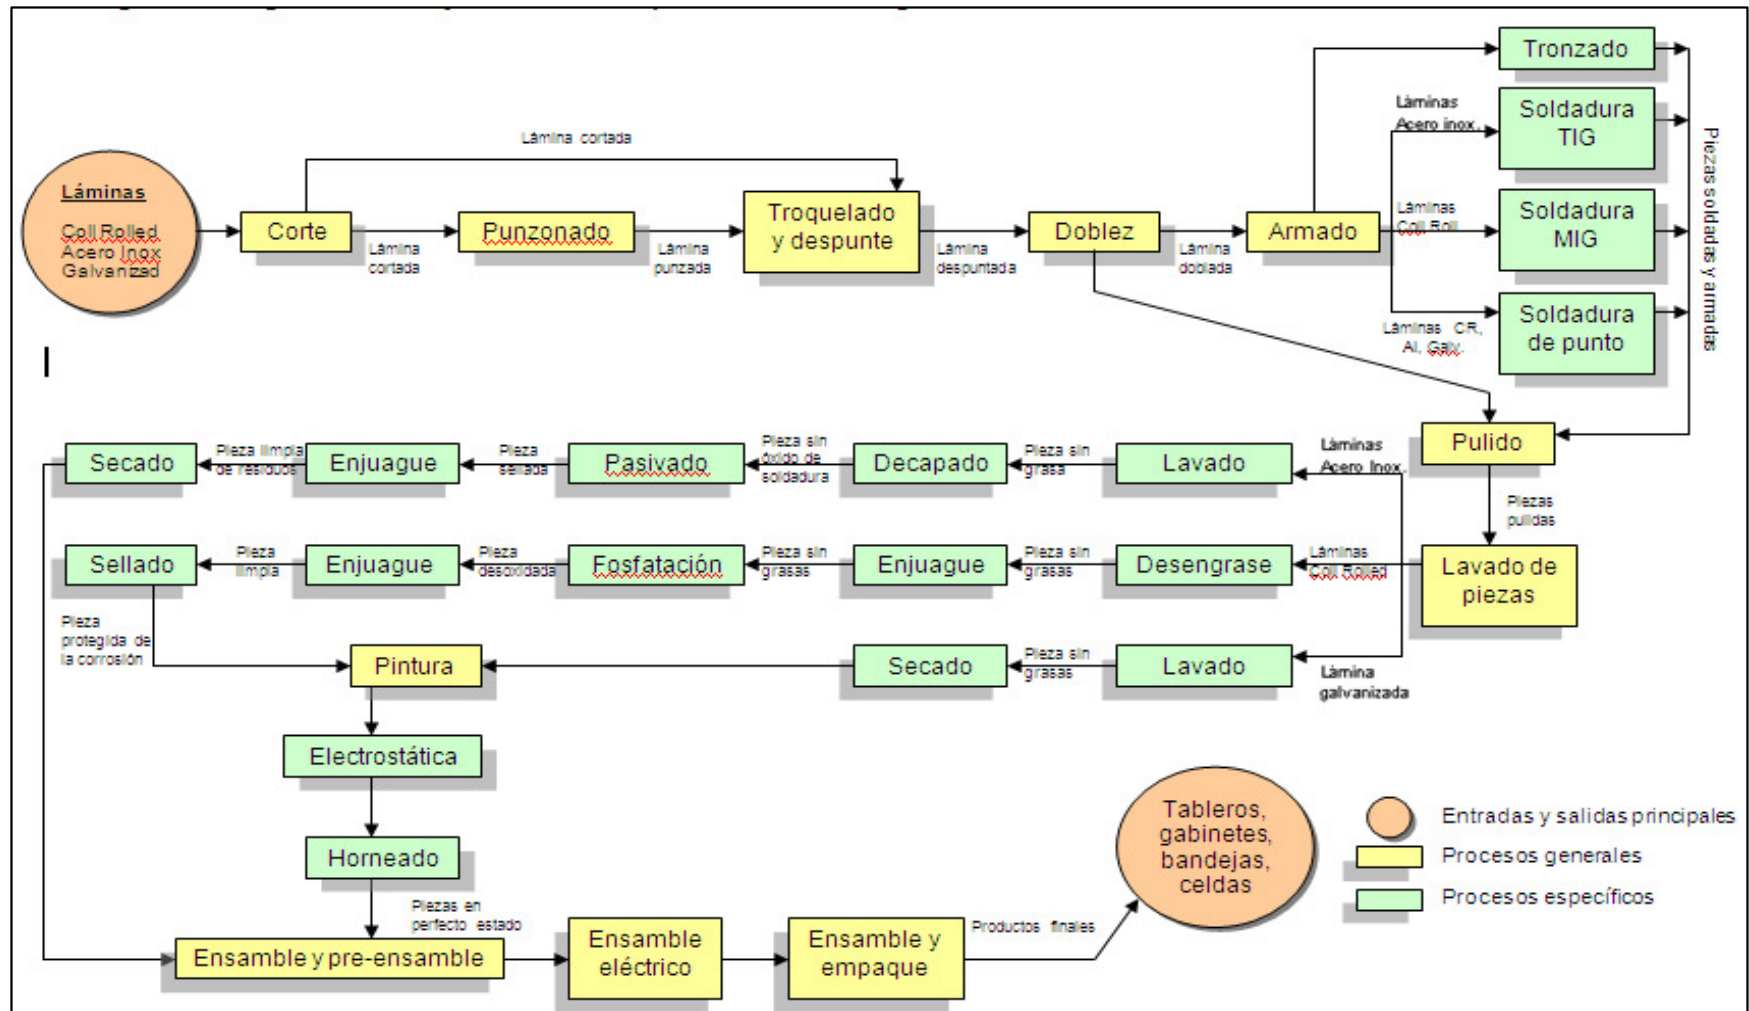 Láminas
Coll Rolled
Acero Inox
Galvanizad
Corte
Lámina cortada
Lámina
cortada
Punzonado
Lámina
punzada
Troquelado
y despunte
Lámina
despuntada
Doblez
Lámina
doblada
Armado
Tronzado
Láminas
Acero inox.
Soldadura
TIG
Láminas
Coll Roll
Soldadura
MIG
Láminas CR,
Al, Galv.
Soldadura
de punto
Piezas soldadas y armadas
Pulido
Piezas
pulidas
Lavado de
piezas
Láminas
Acero Inox.
Lavado
Pieza sin
grasa
Decapado
Pieza sin
óxido de
soldadura
Pasivado
Pieza
sellada
Enjuague
Pieza limpia
de residuos
Secado
Láminas
Coll Rolled
Desengrase
Pieza sin
grasas
Enjuague
Pieza sin
grasas
Fosfatación
Pieza
desoxidada
Enjuague
Pieza
limpia
Sellado
Pieza
protegida de
la corrosión
Lámina
galvanizada
Lavado
Pieza sin
grasas
Secado
Pintura
Electrostática
Horneado
Piezas en
perfecto estado
Ensamble y pre-ensamble
Ensamble
eléctrico
Ensamble y
empaque
Productos finales
Tableros,
gabinetes,
bandejas,
celdas
Entradas y salidas principales
Procesos generales
Procesos específicos